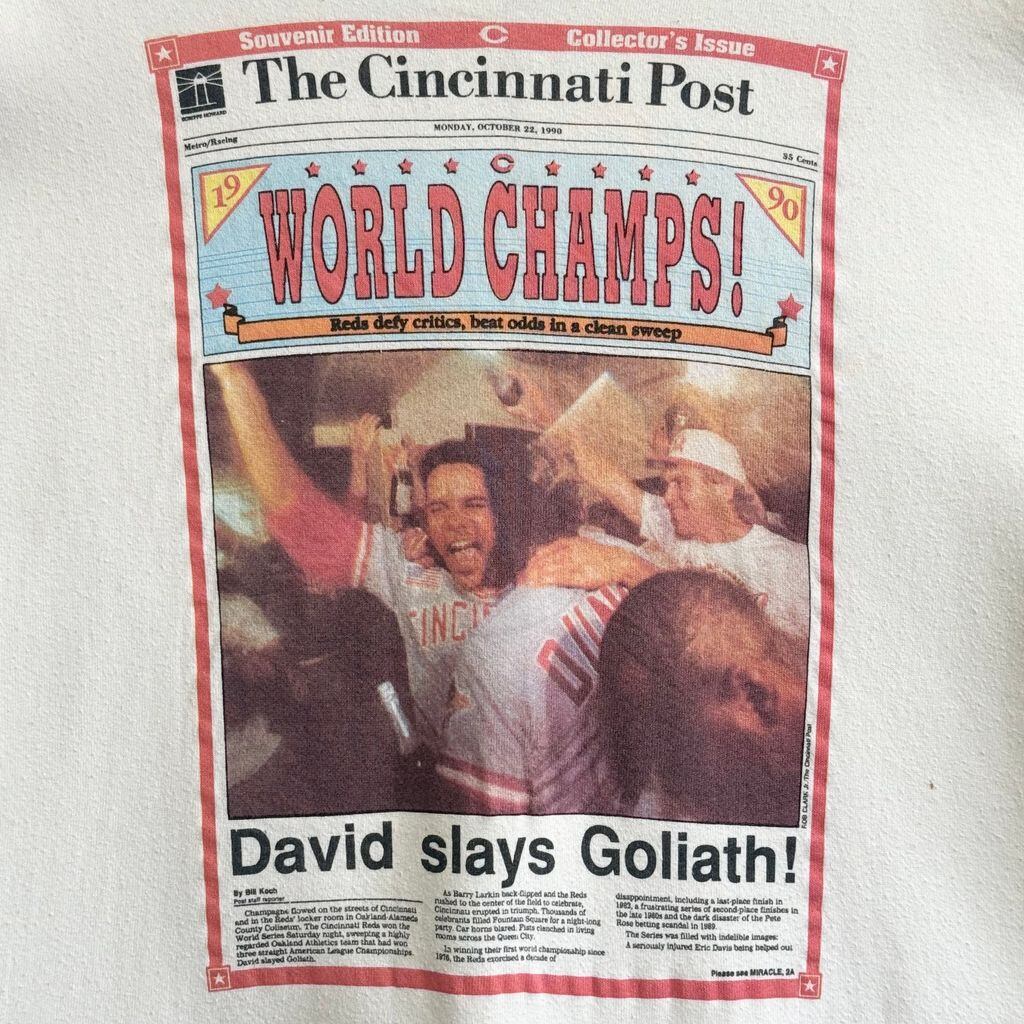 Souvenir Edition C Collector's Issue
SCRIPPS HOWARD
The Cincinnati Post
Metro/Racing
MONDAY, OCTOBER 22, 1990
35 Cents
19 C 90
WORLD CHAMPS!
Reds defy critics, beat odds in a clean sweep
CINCI
ROB CLARK Jr./The Cincinnati Post
David slays Goliath!
By Bill Koch
Post staff reporter
Champagne flowed on the streets of Cincinnati
and in the Reds' locker room in Oakland-Alameda
County Coliseum. The Cincinnati Reds won the
World Series Saturday night, sweeping a highly
regarded Oakland Athletics team that had won
three straight American League Championships.
David slayed Goliath.
As Barry Larkin back-flipped and the Reds
rushed to the center of the field to celebrate,
Cincinnati erupted in triumph. Thousands of
celebrants filled Fountain Square for a night-long
party. Car horns blared. Fists clenched in living
rooms across the Queen City.
In winning their first world championship since
1976, the Reds exorcised a decade of
disappointment, including a last-place finish in
1982, a frustrating series of second-place finishes in
the late 1980s and the dark disaster of the Pete
Rose betting scandal in 1989.
The Series was filled with indelible images:
A seriously injured Eric Davis being helped out
Please see MIRACLE, 2A